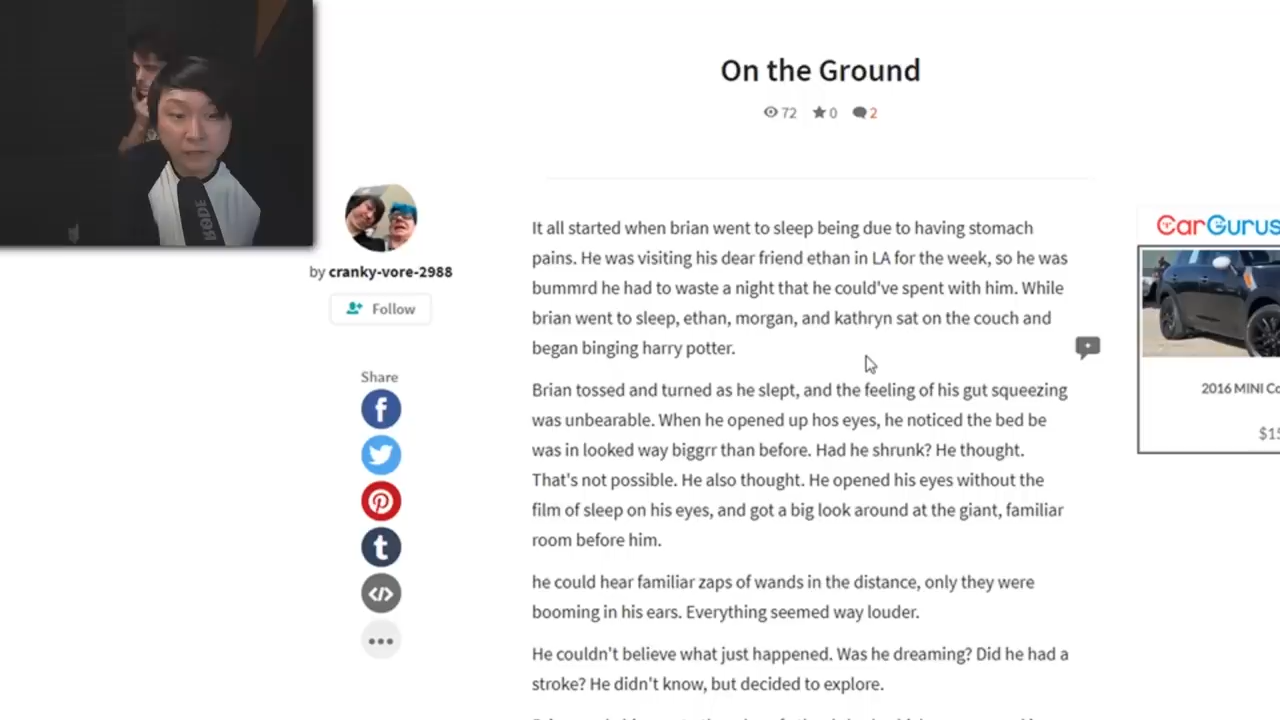 On the Ground
72 0 2
by cranky-vore-2988
Follow
Share
It all started when brian went to sleep being due to having stomach
pains. He was visiting his dear friend ethan in LA for the week, so he was
bummrd he had to waste a night that he could've spent with him. While
brian went to sleep, ethan, morgan, and kathryn sat on the couch and
began binging harry potter.
Brian tossed and turned as he slept, and the feeling of his gut squeezing
was unbearable. When he opened up hos eyes, he noticed the bed be
was in looked way biggrr than before. Had he shrunk? He thought.
That's not possible. He also thought. He opened his eyes without the
film of sleep on his eyes, and got a big look around at the giant, familiar
room before him.
he could hear familiar zaps of wands in the distance, only they were
booming in his ears. Everything seemed way louder.
He couldn't believe what just happened. Was he dreaming? Did he had a
stroke? He didn't know, but decided to explore.
CarGurus
2016 MINI Co
$15
RODE